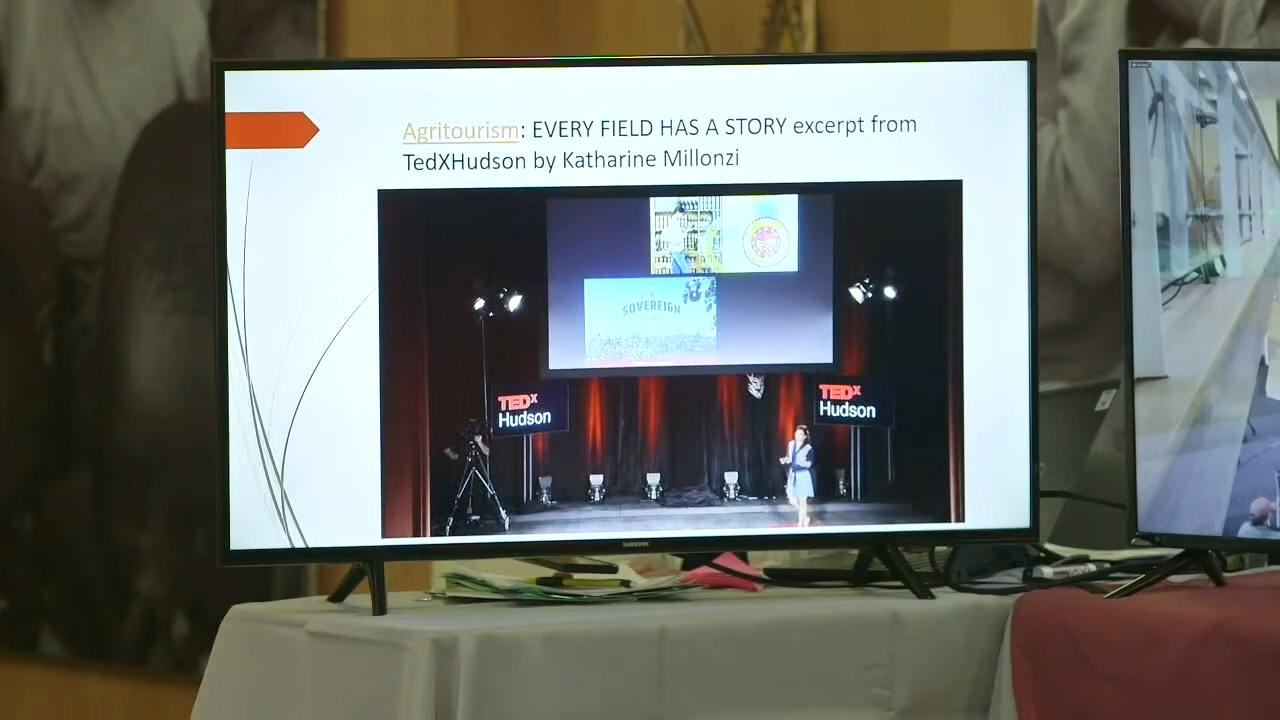 Agritourism: EVERY FIELD HAS A STORY excerpt from
TedXHudson by Katharine Millonzi
SOVEREIGN
TEDx
Hudson
TEDx
Hudson
SAMSUNG